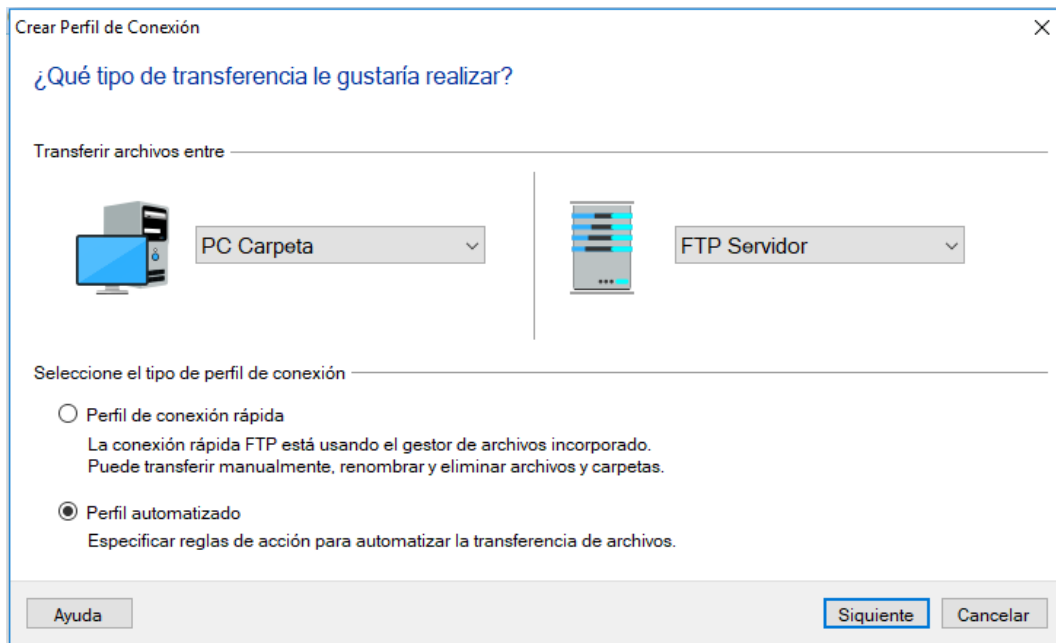 Crear Perfil de Conexión
¿Qué tipo de transferencia le gustaría realizar?
Transferir archivos entre
PC Carpeta
FTP Servidor
Seleccione el tipo de perfil de conexión
Perfil de conexión rápida
La conexión rápida FTP está usando el gestor de archivos incorporado.
Puede transferir manualmente, renombrar y eliminar archivos y carpetas.
Perfil automatizado
Especificar reglas de acción para automatizar la transferencia de archivos.
Ayuda
Siguiente
Cancelar